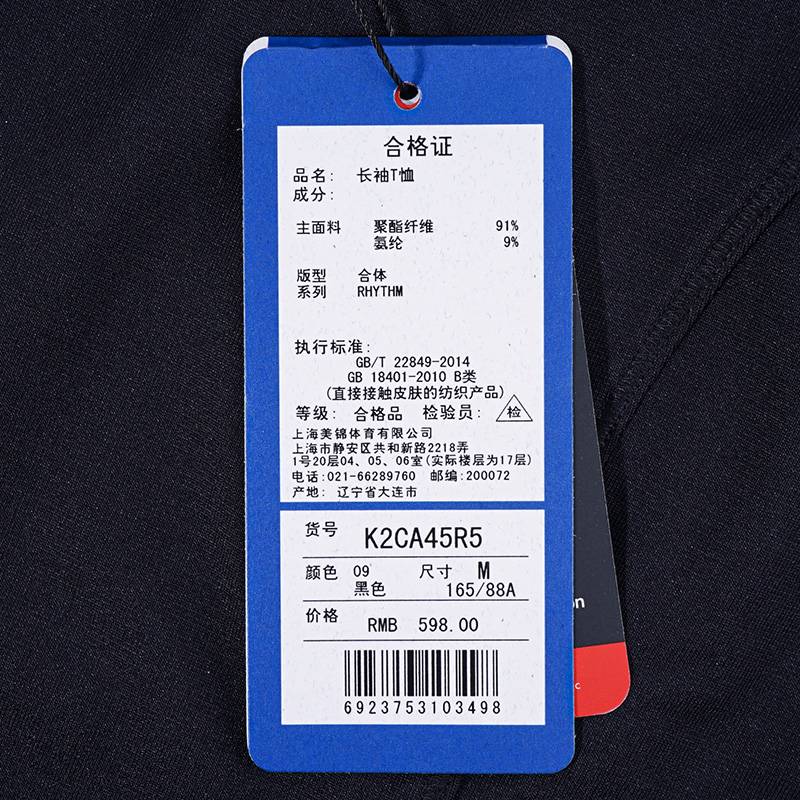 合格证
品名: 长袖T恤
成分:
主面料 聚酯纤维 91%
氨纶 9%
版型 合体
系列 RHYTHM
执行标准:
GB/T 22849-2014
GB 18401-2010 B类
(直接接触皮肤的纺织产品)
等级: 合格品 检验员: 检
上海美锦体育有限公司
上海市静安区共和新路2218弄
1号20层04、05、06室(实际楼层为17层)
电话:021-66289760 邮编:200072
产地: 辽宁省大连市
货号 K2CA45R5
颜色 09 尺寸 M
黑色 165/88A
价格 RMB 598.00
6923753103498